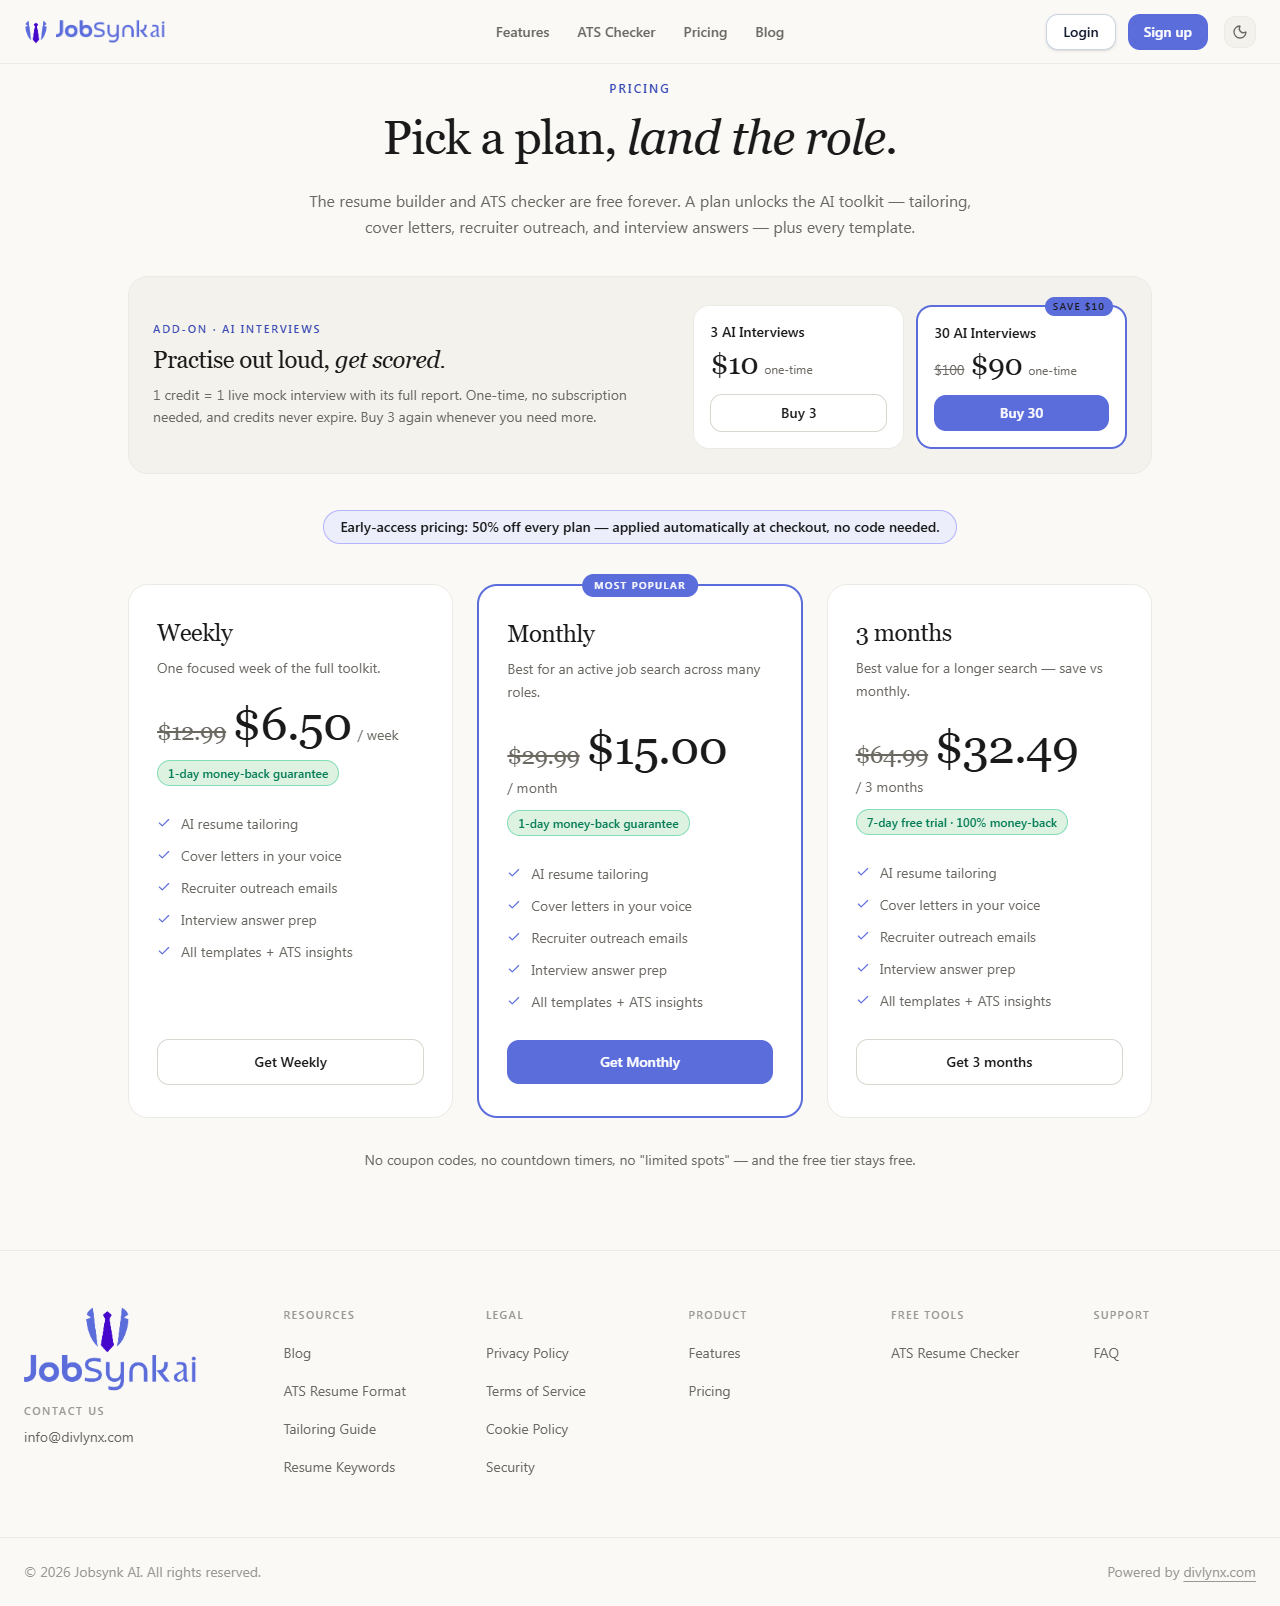 JobSynkai
Features
ATS Checker
Pricing
Blog
Login
Sign up
PRICING
Pick a plan, land the role.
The resume builder and ATS checker are free forever. A plan unlocks the AI toolkit — tailoring,
cover letters, recruiter outreach, and interview answers — plus every template.
ADD-ON · AI INTERVIEWS
Practise out loud, get scored.
1 credit = 1 live mock interview with its full report. One-time, no subscription
needed, and credits never expire. Buy 3 again whenever you need more.
3 AI Interviews
$10 one-time
Buy 3
SAVE $10
30 AI Interviews
$100 $90 one-time
Buy 30
Early-access pricing: 50% off every plan — applied automatically at checkout, no code needed.
Weekly
One focused week of the full toolkit.
$12.99 $6.50 / week
1-day money-back guarantee
AI resume tailoring
Cover letters in your voice
Recruiter outreach emails
Interview answer prep
All templates + ATS insights
Get Weekly
MOST POPULAR
Monthly
Best for an active job search across many
roles.
$29.99 $15.00
/ month
1-day money-back guarantee
AI resume tailoring
Cover letters in your voice
Recruiter outreach emails
Interview answer prep
All templates + ATS insights
Get Monthly
3 months
Best value for a longer search — save vs
monthly.
$64.99 $32.49
/ 3 months
7-day free trial · 100% money-back
AI resume tailoring
Cover letters in your voice
Recruiter outreach emails
Interview answer prep
All templates + ATS insights
Get 3 months
No coupon codes, no countdown timers, no "limited spots" — and the free tier stays free.
JobSynkai
CONTACT US
info@divlynx.com
RESOURCES
Blog
ATS Resume Format
Tailoring Guide
Resume Keywords
LEGAL
Privacy Policy
Terms of Service
Cookie Policy
Security
PRODUCT
Features
Pricing
FREE TOOLS
ATS Resume Checker
SUPPORT
FAQ
© 2026 Jobsynk AI. All rights reserved.
Powered by divlynx.com